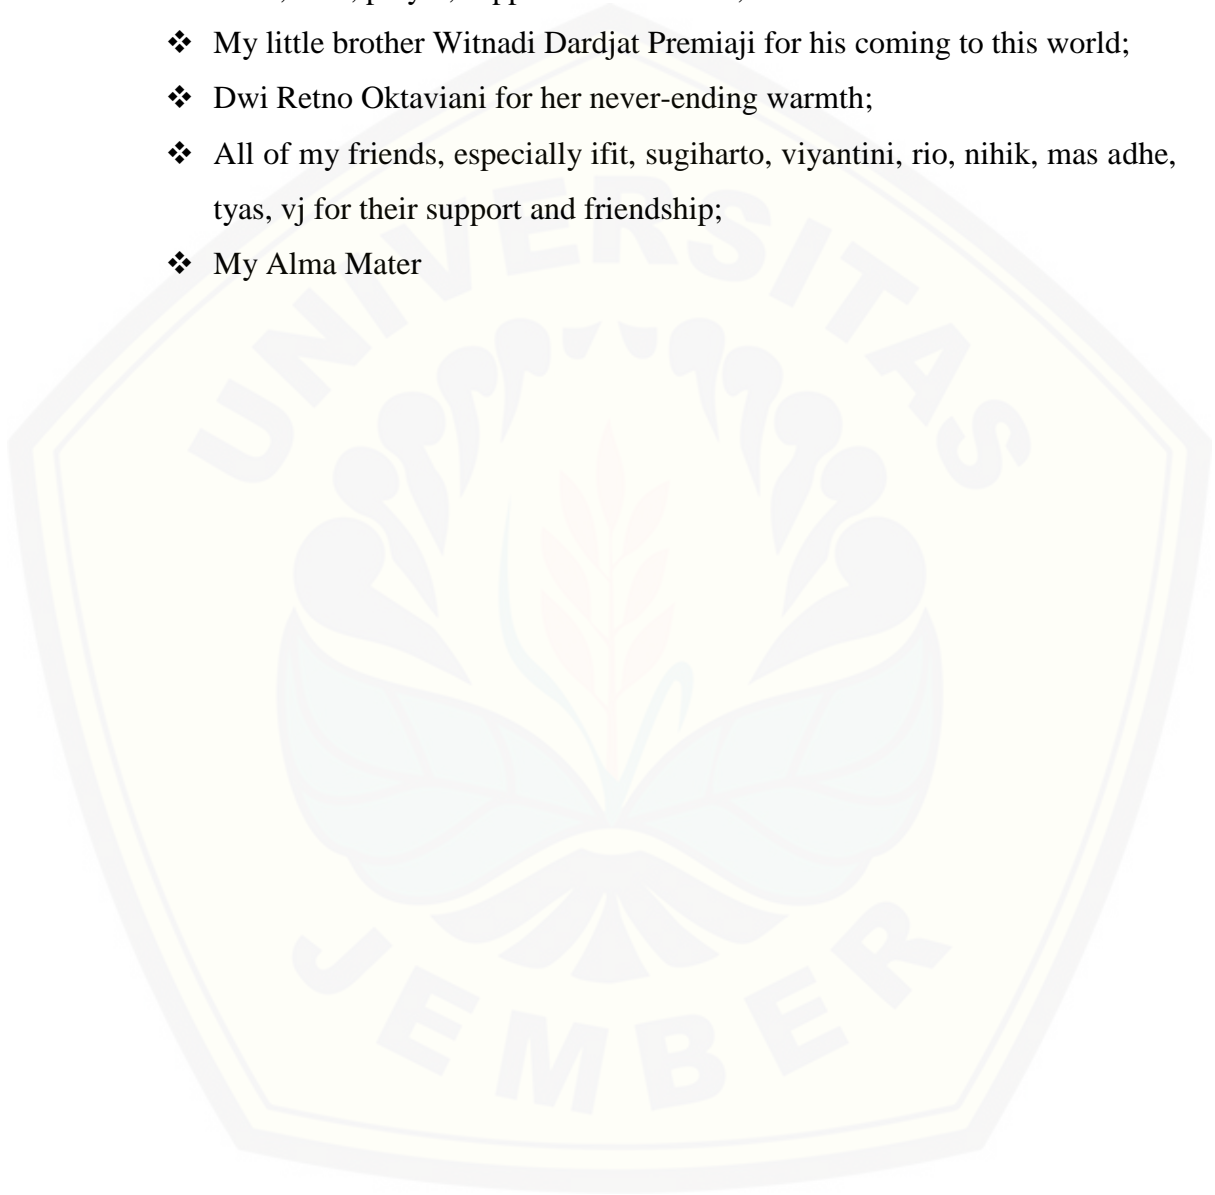 ❖ My little brother Witnadi Dardjat Premiaji for his coming to this world;
❖ Dwi Retno Oktaviani for her never-ending warmth;
❖ All of my friends, especially ifit, sugiharto, viyantini, rio, nihik, mas adhe,
tyas, vj for their support and friendship;
❖ My Alma Mater
UNIVERSITAS
JEMBER